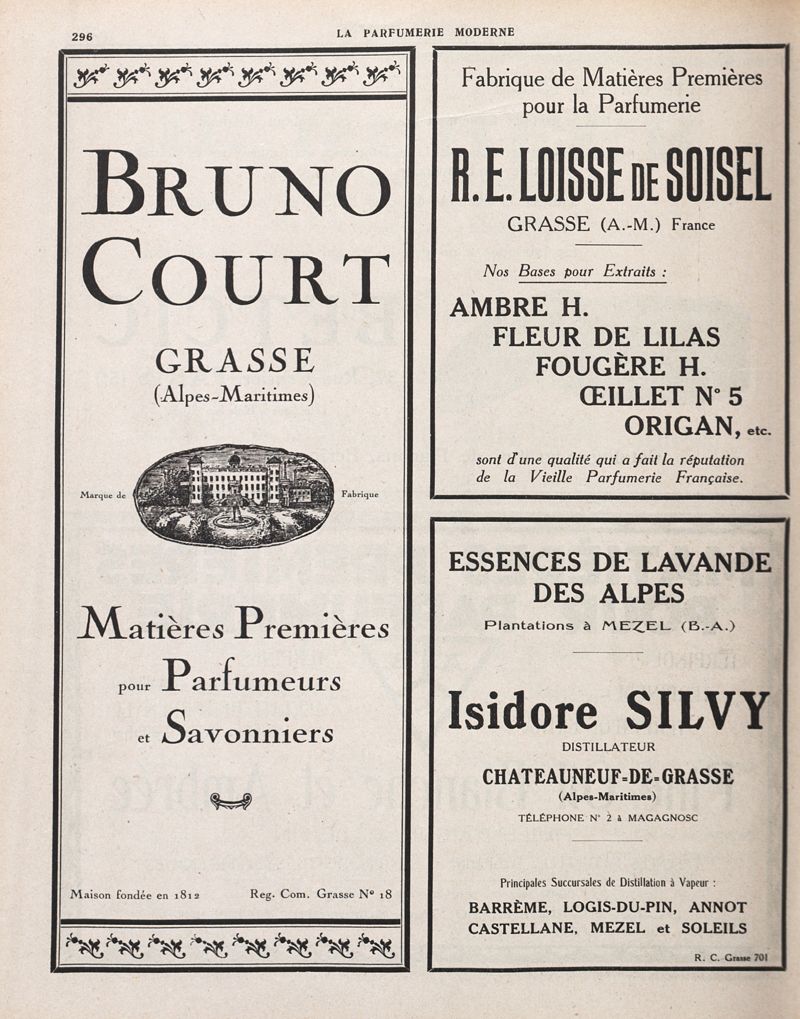 296
LA PARFUMERIE MODERNE
BRUNO
COURT
GRASSE
(Alpes-Maritimes)
Marque de Fabrique
Matières Premières
pour Parfumeurs
et Savonniers
Maison fondée en 1812 Reg. Com. Grasse Nº 18
Fabrique de Matières Premières
pour la Parfumerie
R. E. LOISSE DE SOISEL
GRASSE (A.-M.) France
Nos Bases pour Extraits :
AMBRE H.
FLEUR DE LILAS
FOUGÈRE H.
ŒILLET N° 5
ORIGAN, etc.
sont d'une qualité qui a fait la réputation
de la Vieille Parfumerie Française.
ESSENCES DE LAVANDE
DES ALPES
Plantations à MEZEL (B.-A.)
Isidore SILVY
DISTILLATEUR
CHATEAUNEUF-DE-GRASSE
(Alpes-Maritimes)
TÉLÉPHONE N° 2 à MAGAGNOSC
Principales Succursales de Distillation à Vapeur :
BARRÈME, LOGIS-DU-PIN, ANNOT
CASTELLANE, MEZEL et SOLEILS
R. C. Grasse 701